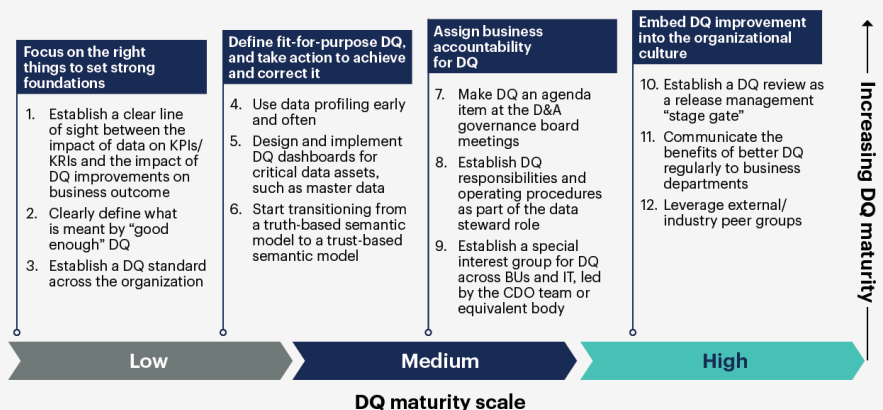 Focus on the right
things to set strong
foundations
1. Establish a clear line
of sight between the
impact of data on KPIs/
KRIs and the impact of
DQ improvements on
business outcome
2. Clearly define what
is meant by “good
enough” DQ
3. Establish a DQ standard
across the organization
Define fit-for-purpose DQ,
and take action to achieve
and correct it
4. Use data profiling early
and often
5. Design and implement
DQ dashboards for
critical data assets,
such as master data
6. Start transitioning from
a truth-based semantic
model to a trust-based
semantic model
Assign business
accountability
for DQ
7. Make DQ an agenda
item at the D&A
governance board
meetings
8. Establish DQ
responsibilities and
operating procedures
as part of the data
steward role
9. Establish a special
interest group for DQ
across BUs and IT, led
by the CDO team or
equivalent body
Embed DQ improvement
into the organizational
culture
10. Establish a DQ review as
a release management
“stage gate”
11. Communicate the
benefits of better DQ
regularly to business
departments
12. Leverage external/
industry peer groups
Increasing DQ maturity
Low
Medium
High
DQ maturity scale